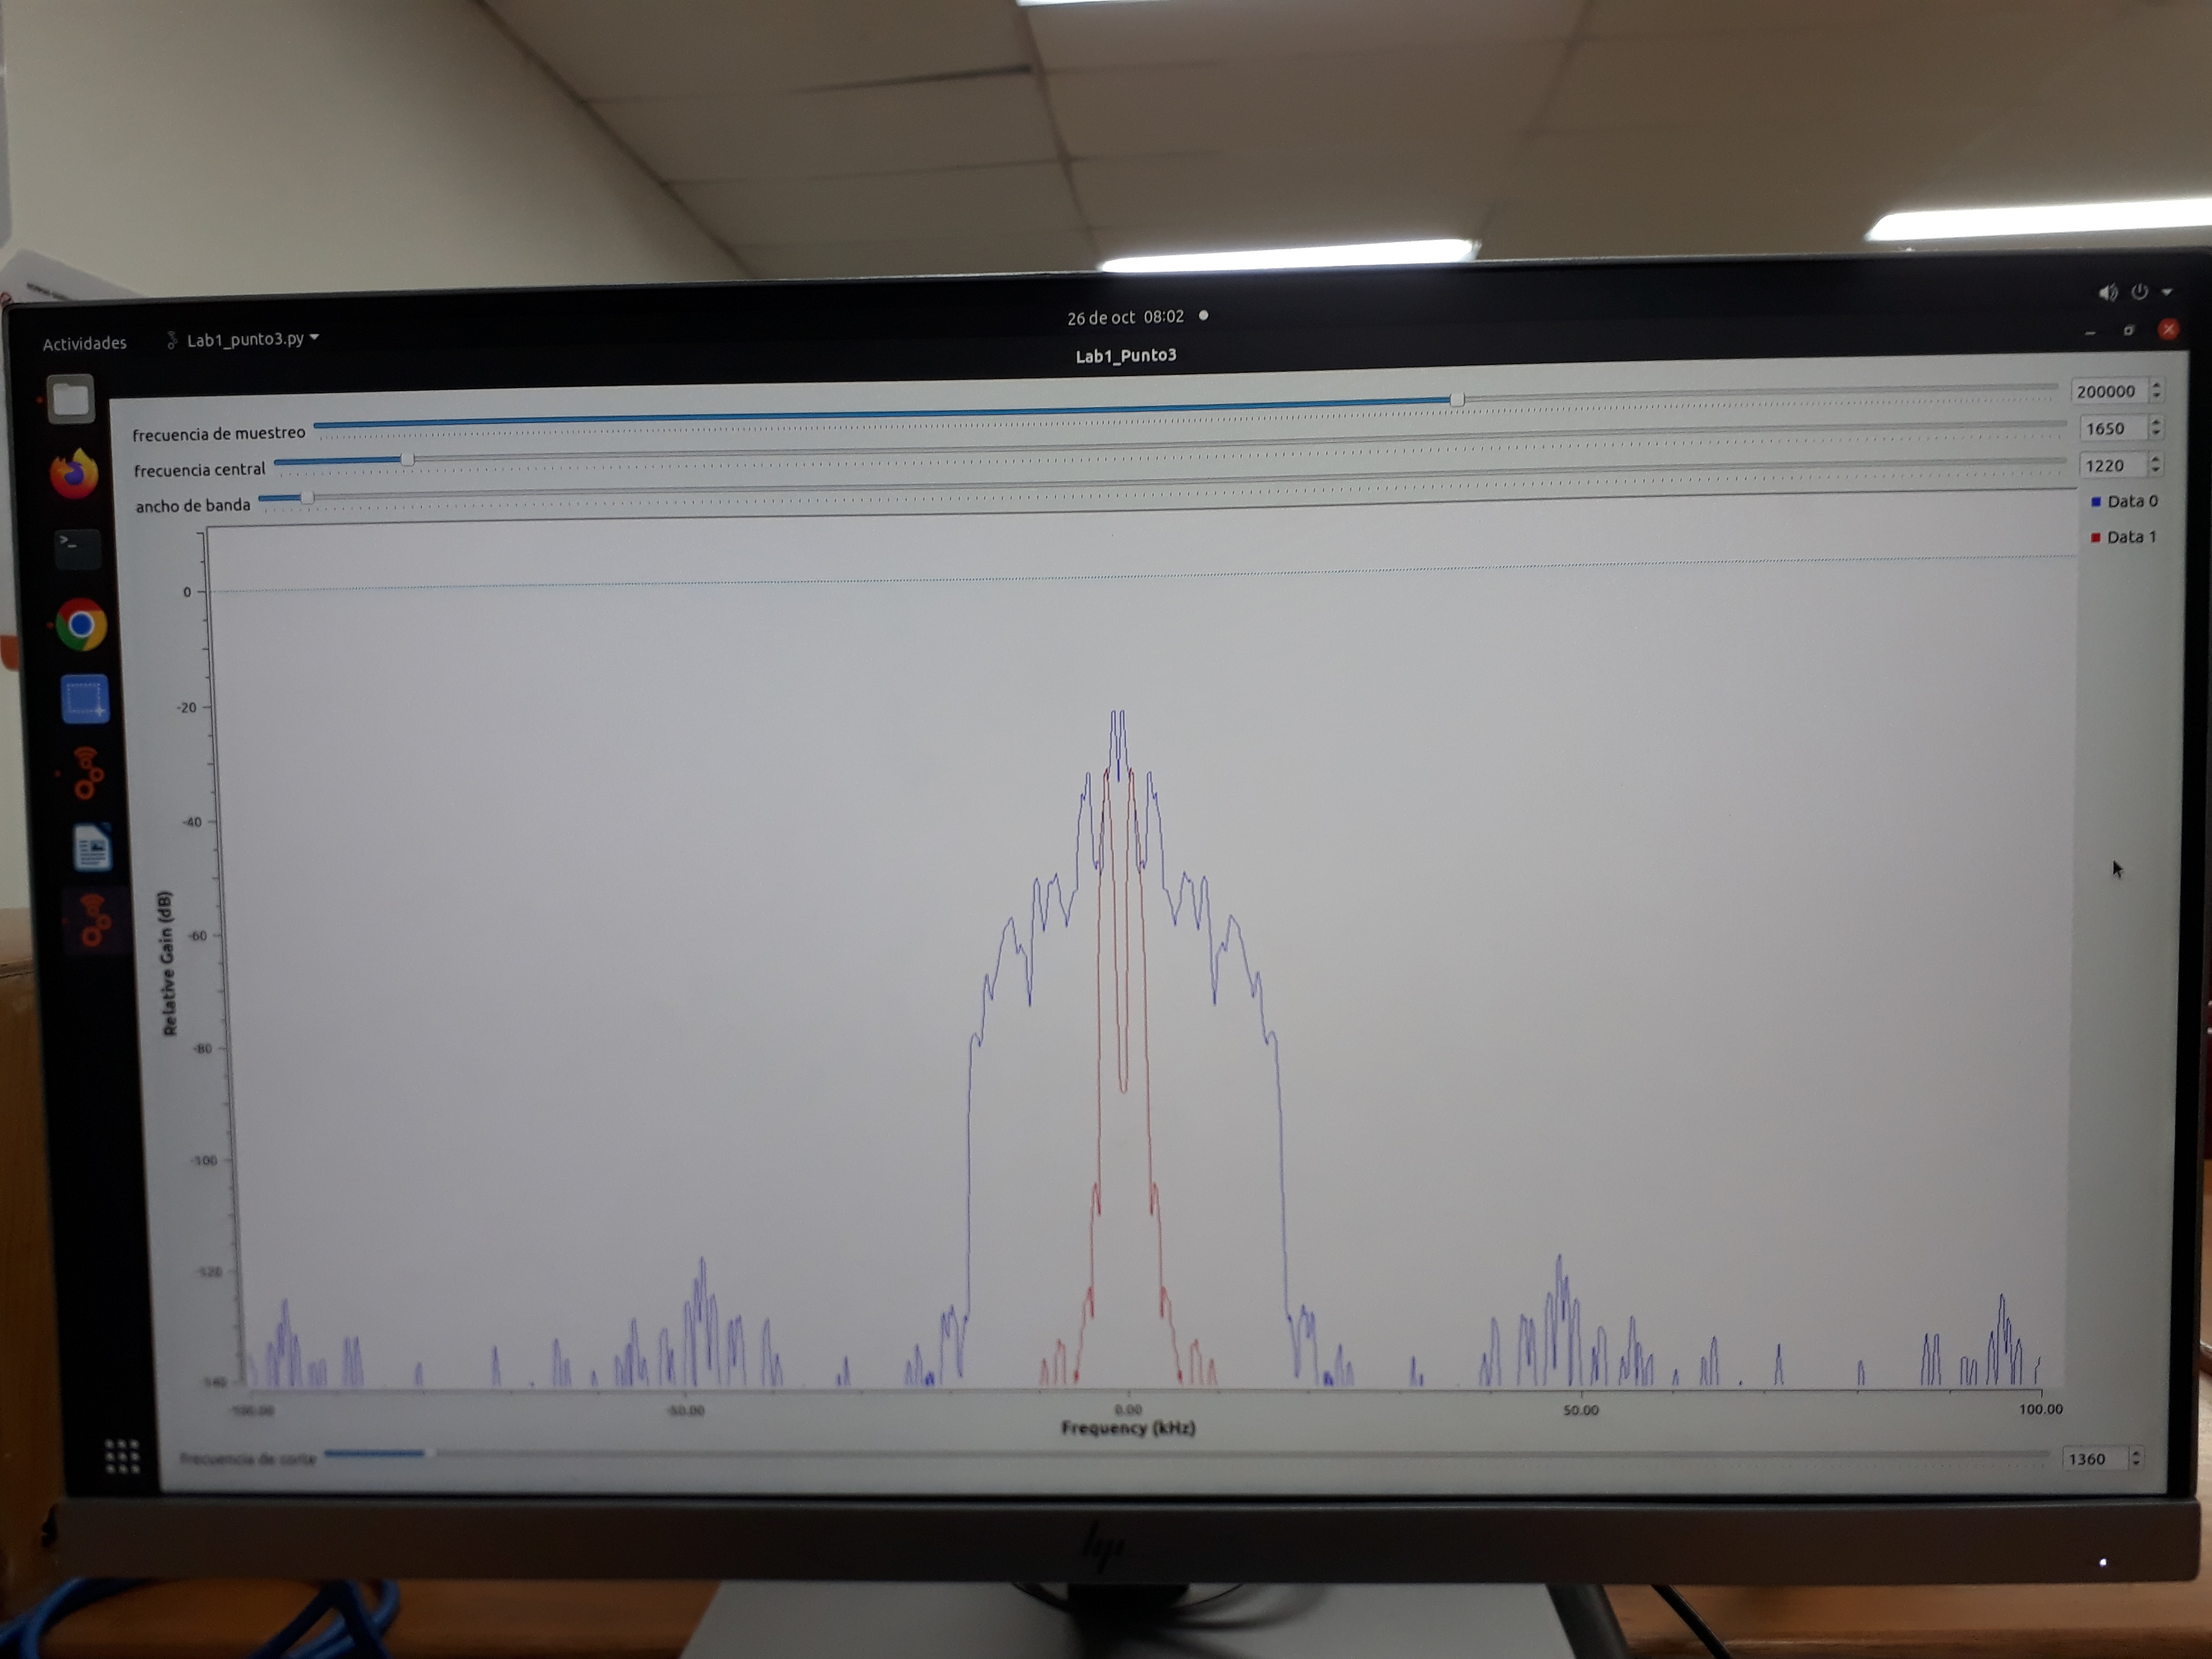 Actividades
Lab1_punto3.py
26 de oct 08:02
Lab1_Punto3
frecuencia de muestreo
200000
frecuencia central
1650
ancho de banda
1220
Data 0
Data 1
0
-20
-40
-60
-80
-100
-120
-140
Relative Gain (dB)
-100.00
-50.00
0.00
50.00
100.00
Frequency (kHz)
Frecuencia de corte
1360
hp